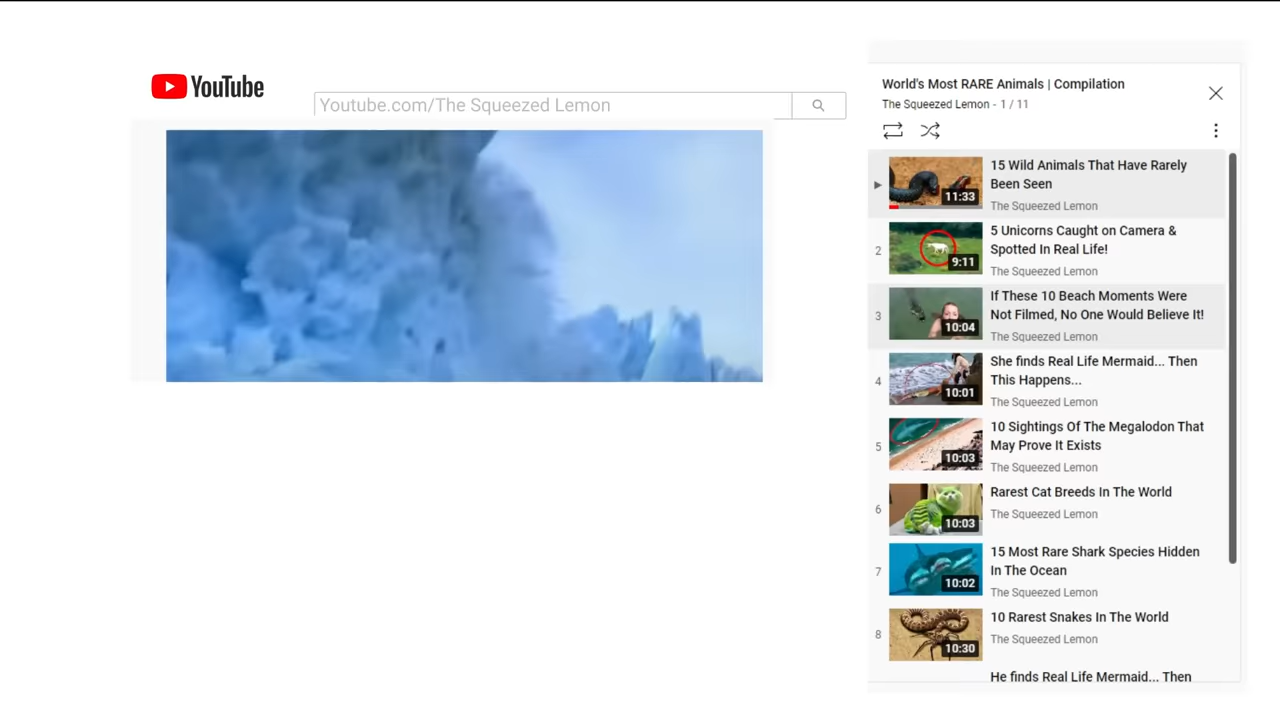 YouTube
Youtube.com/The Squeezed Lemon
World's Most RARE Animals | Compilation
The Squeezed Lemon - 1 / 11
15 Wild Animals That Have Rarely
Been Seen
The Squeezed Lemon
11:33
2
5 Unicorns Caught on Camera &
Spotted In Real Life!
The Squeezed Lemon
9:11
3
If These 10 Beach Moments Were
Not Filmed, No One Would Believe It!
The Squeezed Lemon
10:04
4
She finds Real Life Mermaid... Then
This Happens...
The Squeezed Lemon
10:01
5
10 Sightings Of The Megalodon That
May Prove It Exists
The Squeezed Lemon
10:03
6
Rarest Cat Breeds In The World
The Squeezed Lemon
10:03
7
15 Most Rare Shark Species Hidden
In The Ocean
The Squeezed Lemon
10:02
8
10 Rarest Snakes In The World
The Squeezed Lemon
10:30
He finds Real Life Mermaid... Then